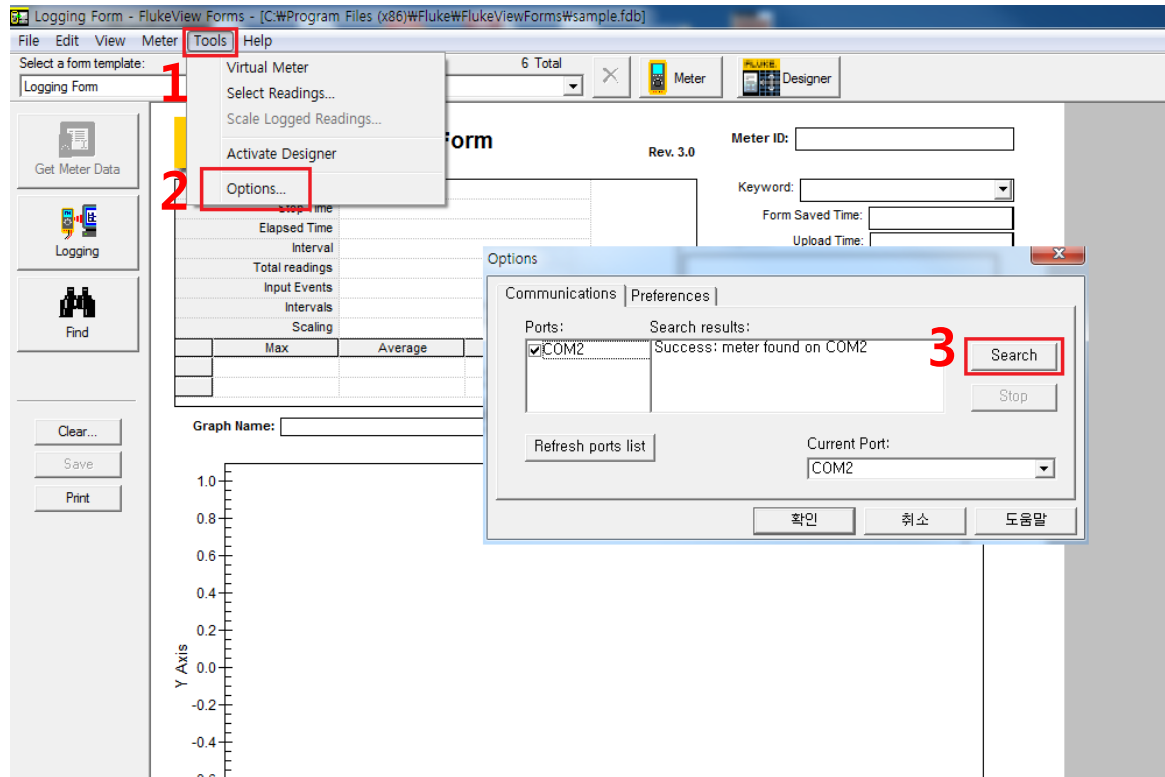 Logging Form - FlukeView Forms - [C:₩Program Files (x86)₩Fluke₩FlukeViewForms₩sample.fdb]
File Edit View Meter Tools Help
Select a form template:
6 Total
Logging Form
Meter
FLUKE
Designer
1
Virtual Meter
Select Readings...
Scale Logged Readings...
Activate Designer
2
Options...
Get Meter Data
Logging
Find
Clear...
Save
Print
Form
Rev. 3.0
Meter ID:
Keyword:
Form Saved Time:
Upload Time:
Stop Time
Elapsed Time
Interval
Total readings
Input Events
Intervals
Scaling
Max Average
Graph Name:
1.0
0.8
0.6
0.4
0.2
0.0
-0.2
-0.4
Y Axis
Options
x
Communications Preferences
Ports: Search results:
COM2 Success: meter found on COM2
3
Search
Stop
Refresh ports list
Current Port:
COM2
확인 취소 도움말